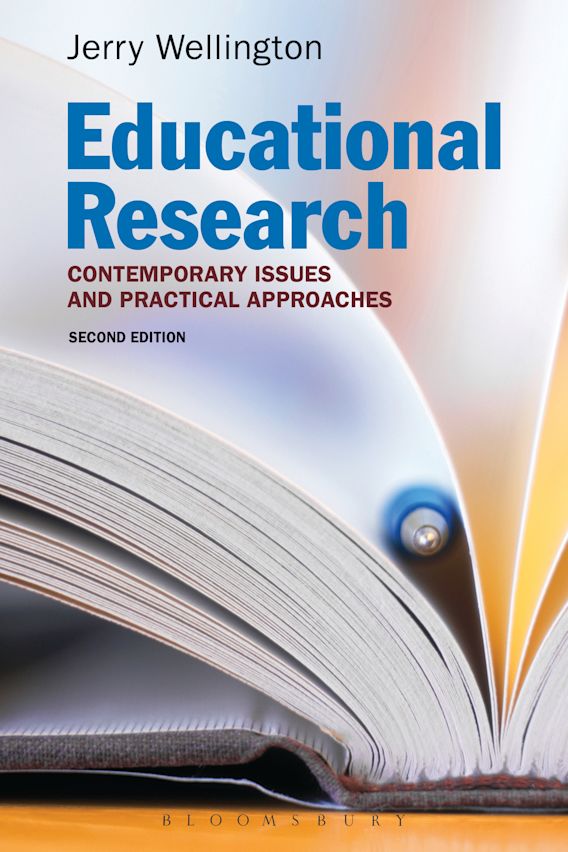 Jerry Wellington
Educational
Research
CONTEMPORARY ISSUES
AND PRACTICAL APPROACHES
SECOND EDITION
BLOOMSBURY